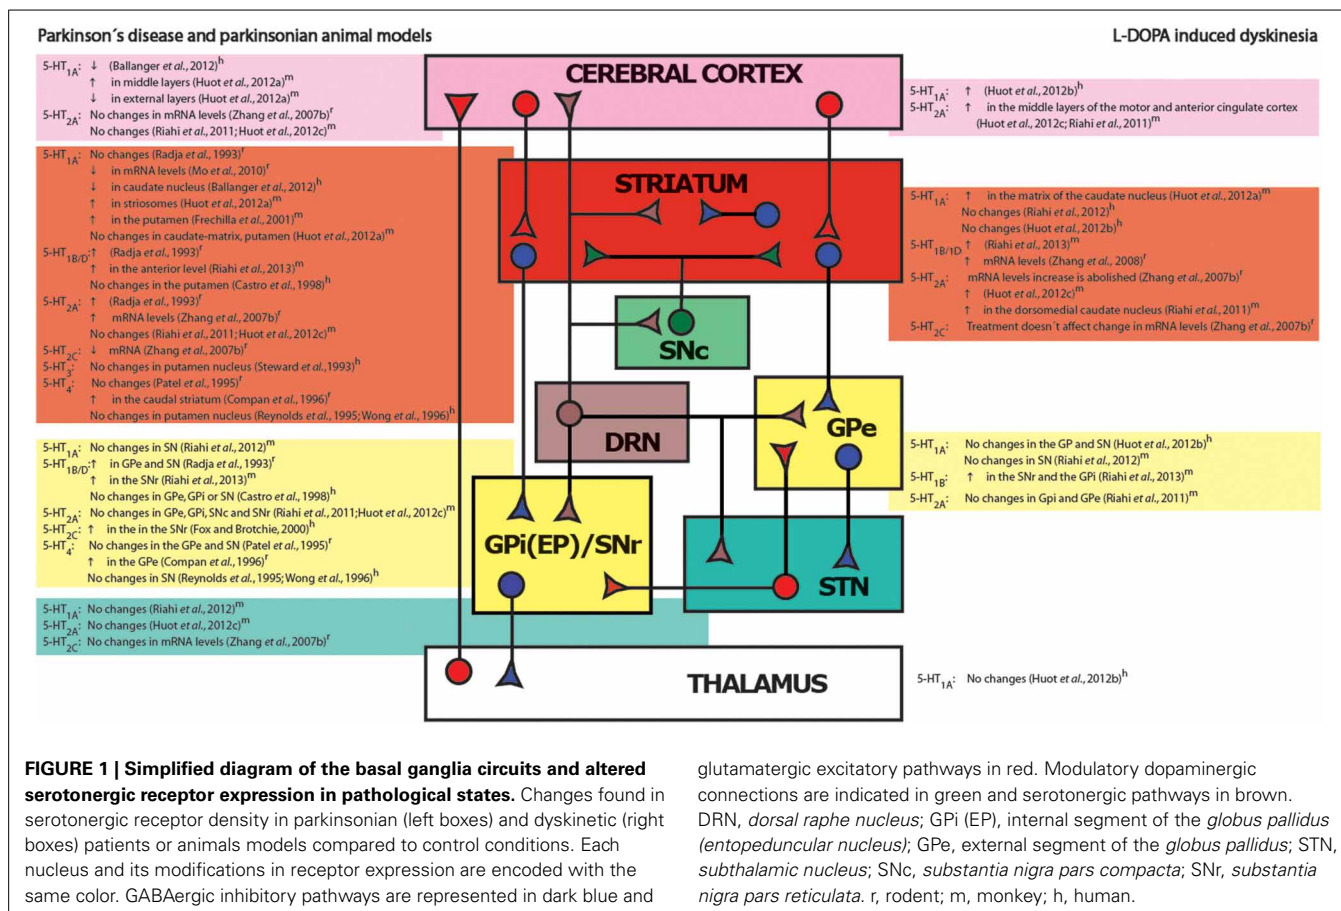 Parkinson´s disease and parkinsonian animal models
5-HT1A: ↓ (Ballanger et al., 2012)h
↑ in middle layers (Huot et al., 2012a)m
↓ in external layers (Huot et al., 2012a)m
5-HT2A: No changes in mRNA levels (Zhang et al., 2007b)r
No changes (Riahi et al., 2011; Huot et al., 2012c)m
5-HT1A: No changes (Radja et al., 1993)r
↓ in mRNA levels (Mo et al., 2010)r
↓ in caudate nucleus (Ballanger et al., 2012)h
↑ in striosomes (Huot et al., 2012a)m
↑ in the putamen (Frechilla et al., 2001)m
No changes in caudate-matrix, putamen (Huot et al., 2012a)m
5-HT1B/D: ↑ (Radja et al., 1993)r
↑ in the anterior level (Riahi et al., 2013)m
No changes in the putamen (Castro et al., 1998)h
5-HT2A: ↑ (Radja et al., 1993)r
↑ mRNA levels (Zhang et al., 2007b)r
No changes (Riahi et al., 2011; Huot et al., 2012c)m
5-HT2C: ↓ mRNA (Zhang et al., 2007b)r
5-HT3: No changes in putamen nucleus (Steward et al., 1993)h
5-HT4: No changes (Patel et al., 1995)r
↑ in the caudal striatum (Compan et al., 1996)r
No changes in putamen nucleus (Reynolds et al., 1995; Wong et al., 1996)h
5-HT1A: No changes in SN (Riahi et al., 2012)m
5-HT1B/D: ↑ in GPe and SN (Radja et al., 1993)r
↑ in the SNr (Riahi et al., 2013)m
No changes in GPe, GPi or SN (Castro et al., 1998)h
5-HT2A: No changes in GPe, GPi, SNc and SNr (Riahi et al., 2011; Huot et al., 2012c)m
5-HT2C: ↑ in the in the SNr (Fox and Brotchie, 2000)h
5-HT4: No changes in the GPe and SN (Patel et al., 1995)r
↑ in the GPe (Compan et al., 1996)r
No changes in SN (Reynolds et al., 1995; Wong et al., 1996)h
5-HT1A: No changes (Riahi et al., 2012)m
5-HT2A: No changes (Huot et al., 2012c)m
5-HT2C: No changes in mRNA levels (Zhang et al., 2007b)r
CEREBRAL CORTEX
STRIATUM
SNc
DRN
GPe
GPi(EP)/SNr
STN
THALAMUS
L-DOPA induced dyskinesia
5-HT1A: ↑ (Huot et al., 2012b)h
5-HT2A: ↑ in the middle layers of the motor and anterior cingulate cortex
(Huot et al., 2012c; Riahi et al., 2011)m
5-HT1A: ↑ in the matrix of the caudate nucleus (Huot et al., 2012a)m
No changes (Riahi et al., 2012)h
No changes (Huot et al., 2012b)h
5-HT1B/1D: ↑ (Riahi et al., 2013)m
↑ mRNA levels (Zhang et al., 2008)r
5-HT2A: mRNA levels increase is abolished (Zhang et al., 2007b)r
↑ (Huot et al., 2012c)m
↑ in the dorsomedial caudate nucleus (Riahi et al., 2011)m
5-HT2C: Treatment doesn´t affect change in mRNA levels (Zhang et al., 2007b)r
5-HT1A: No changes in the GP and SN (Huot et al., 2012b)h
No changes in SN (Riahi et al., 2012)m
5-HT1B: ↑ in the SNr and the GPi (Riahi et al., 2013)m
5-HT2A: No changes in Gpi and GPe (Riahi et al., 2011)m
5-HT1A: No changes (Huot et al., 2012b)h
FIGURE 1 | Simplified diagram of the basal ganglia circuits and altered
serotonergic receptor expression in pathological states. Changes found in
serotonergic receptor density in parkinsonian (left boxes) and dyskinetic (right
boxes) patients or animals models compared to control conditions. Each
nucleus and its modifications in receptor expression are encoded with the
same color. GABAergic inhibitory pathways are represented in dark blue and
glutamatergic excitatory pathways in red. Modulatory dopaminergic
connections are indicated in green and serotonergic pathways in brown.
DRN, dorsal raphe nucleus; GPi (EP), internal segment of the globus pallidus
(entopeduncular nucleus); GPe, external segment of the globus pallidus; STN,
subthalamic nucleus; SNc, substantia nigra pars compacta; SNr, substantia
nigra pars reticulata. r, rodent; m, monkey; h, human.